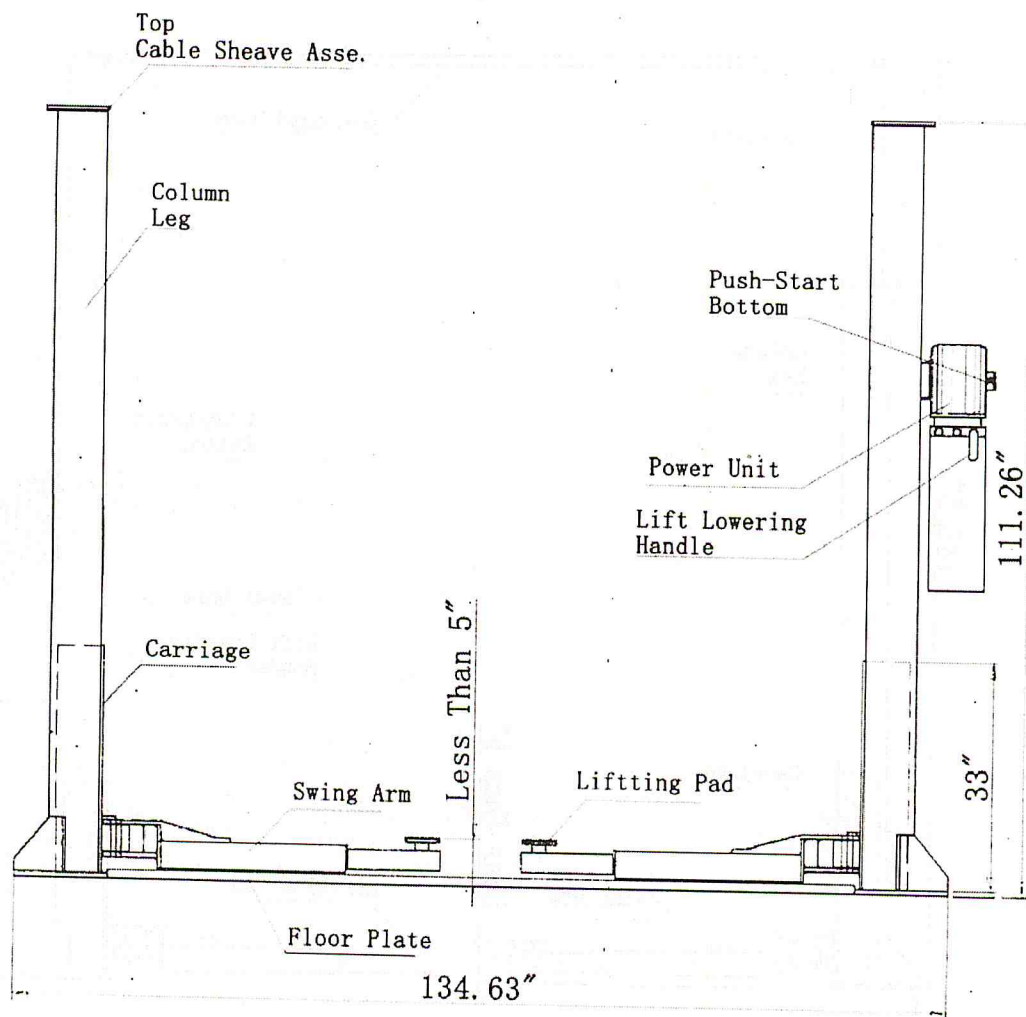 Top
Cable Sheave Asse.
Column
Leg
Push-Start
Bottom
Power Unit
Lift Lowering
Handle
111.26″
Carriage
Less Than 5″
33″
Swing Arm
Liftting Pad
Floor Plate
134.63″